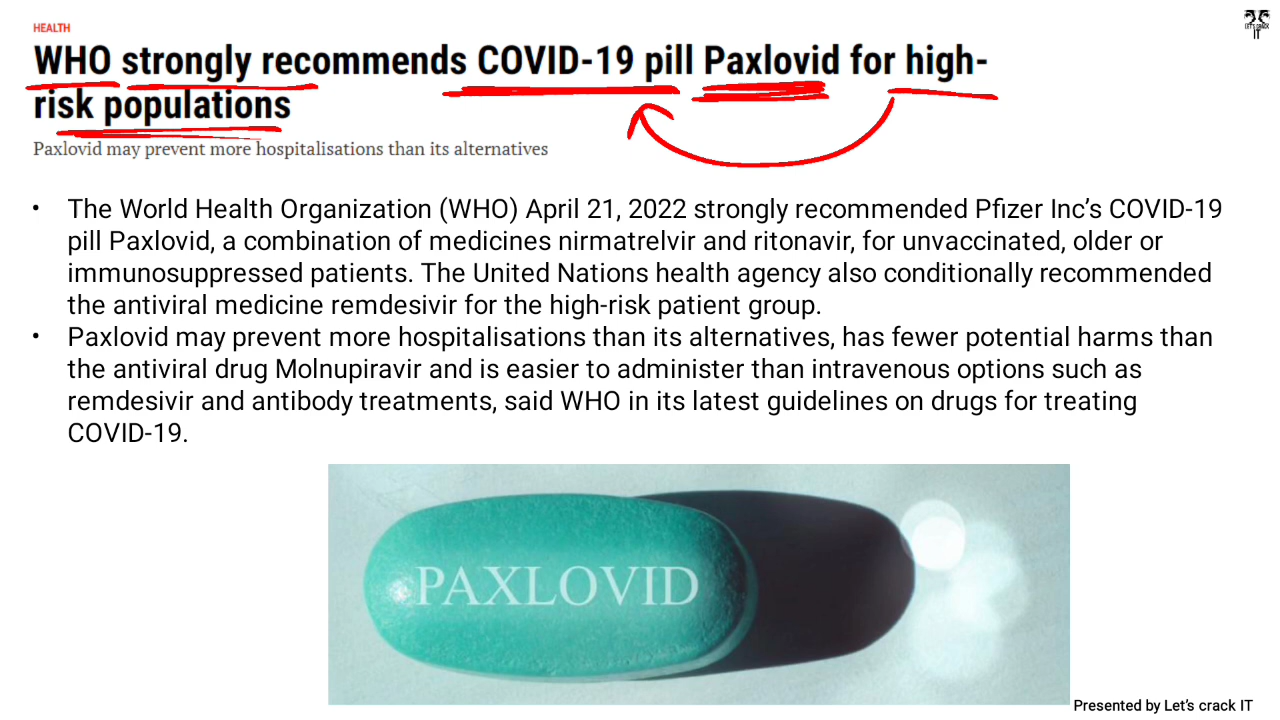 HEALTH
LET'S CRACK
IT
WHO strongly recommends COVID-19 pill Paxlovid for high-
risk populations
Paxlovid may prevent more hospitalisations than its alternatives
• The World Health Organization (WHO) April 21, 2022 strongly recommended Pfizer Inc’s COVID-19
pill Paxlovid, a combination of medicines nirmatrelvir and ritonavir, for unvaccinated, older or
immunosuppressed patients. The United Nations health agency also conditionally recommended
the antiviral medicine remdesivir for the high-risk patient group.
• Paxlovid may prevent more hospitalisations than its alternatives, has fewer potential harms than
the antiviral drug Molnupiravir and is easier to administer than intravenous options such as
remdesivir and antibody treatments, said WHO in its latest guidelines on drugs for treating
COVID-19.
PAXLOVID
Presented by Let’s crack IT